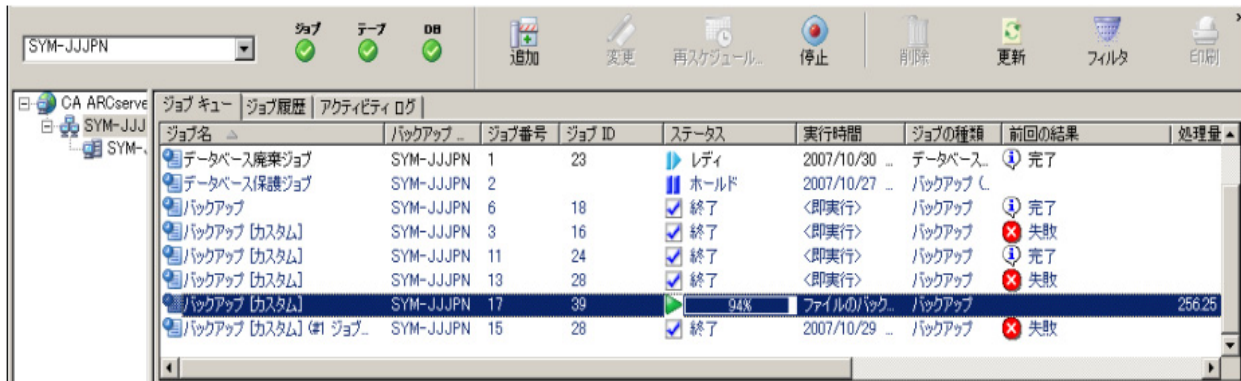 SYM-JJJPN
ジョブ テープ DB
追加 変更 再スケジュール... 停止 削除 更新 フィルタ 印刷
CA ARCserve
SYM-JJJ
SYM-
ジョブ キュー ジョブ履歴 アクティビティ ログ
ジョブ名 バックアップ ... ジョブ番号 ジョブ ID ステータス 実行時間 ジョブの種類 前回の結果 処理量
データベース廃棄ジョブ SYM-JJJPN 1 23 レディ 2007/10/30 ... データベース... 完了
データベース保護ジョブ SYM-JJJPN 2 ホールド 2007/10/27 ... バックアップ (...
バックアップ SYM-JJJPN 6 18 終了 <即実行> バックアップ 完了
バックアップ [カスタム] SYM-JJJPN 3 16 終了 <即実行> バックアップ 失敗
バックアップ [カスタム] SYM-JJJPN 11 24 終了 <即実行> バックアップ 完了
バックアップ [カスタム] SYM-JJJPN 13 28 終了 <即実行> バックアップ 失敗
バックアップ [カスタム] SYM-JJJPN 17 39 94% ファイルのバック... バックアップ 256.25
バックアップ [カスタム] (#1 ジョブ... SYM-JJJPN 15 28 終了 2007/10/29 ... バックアップ 失敗